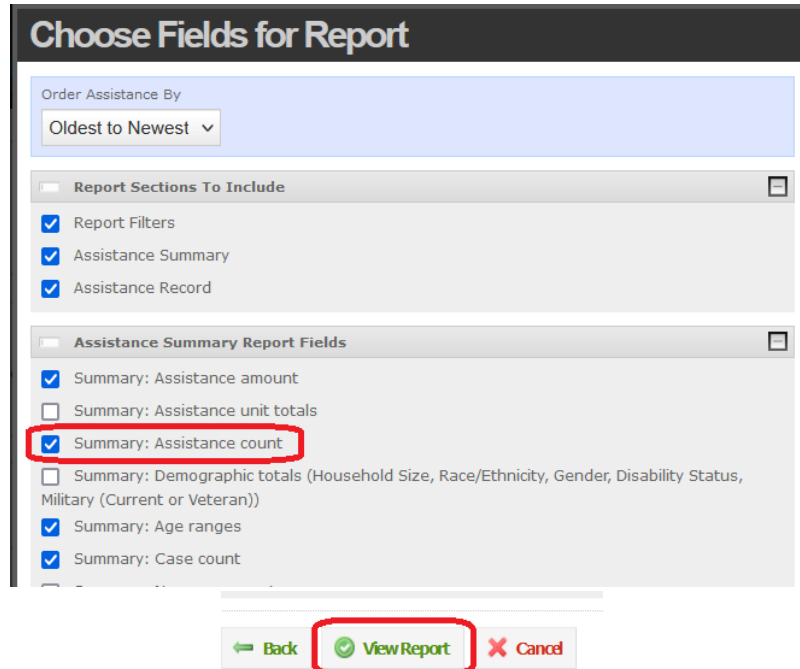 Choose Fields for Report
Order Assistance By
Oldest to Newest
Report Sections To Include
Report Filters
Assistance Summary
Assistance Record
Assistance Summary Report Fields
Summary: Assistance amount
Summary: Assistance unit totals
Summary: Assistance count
Summary: Demographic totals (Household Size, Race/Ethnicity, Gender, Disability Status,
Military (Current or Veteran))
Summary: Age ranges
Summary: Case count
Back View Report Cancel